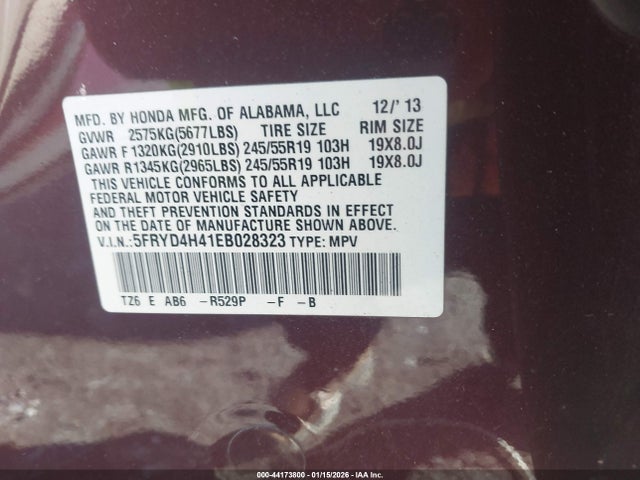 MFD. BY HONDA MFG. OF ALABAMA, LLC 12/' 13
GVWR 2575KG(5677LBS) TIRE SIZE RIM SIZE
GAWR F 1320KG(2910LBS) 245/55R19 103H 19X8.0J
GAWR R1345KG(2965LBS) 245/55R19 103H 19X8.0J
THIS VEHICLE CONFORMS TO ALL APPLICABLE
FEDERAL MOTOR VEHICLE SAFETY
AND THEFT PREVENTION STANDARDS IN EFFECT
ON THE DATE OF MANUFACTURE SHOWN ABOVE.
V.I.N.: 5FRYD4H41EB028323 TYPE: MPV
TZ6 E AB6 -R529P -F -B
000-44173800 - 01/15/2026 - IAA Inc.